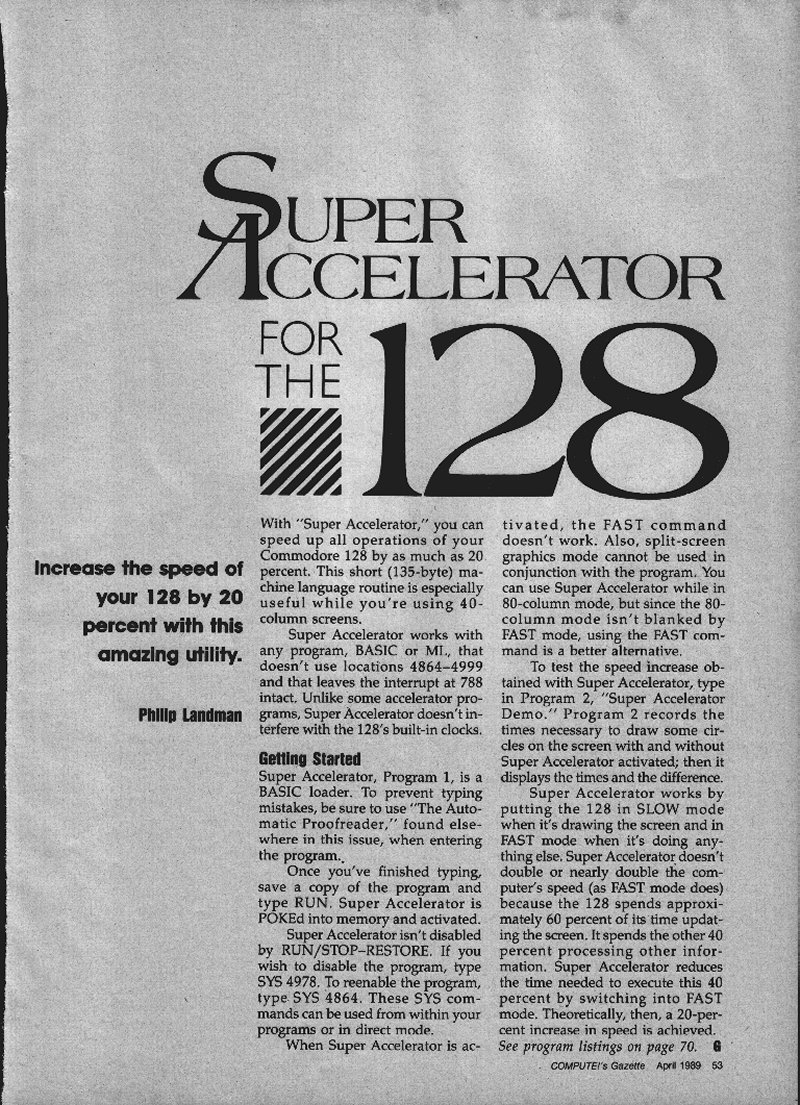 SUPER
ACCELERATOR
FOR
THE
128
Increase the speed of
your 128 by 20
percent with this
amazing utility.
Philip Landman
With "Super Accelerator," you can
speed up all operations of your
Commodore 128 by as much as 20
percent. This short (135-byte) ma-
chine language routine is especially
useful while you're using 40-
column screens.
Super Accelerator works with
any program, BASIC or ML, that
doesn't use locations 4864–4999
and that leaves the interrupt at 788
intact. Unlike some accelerator pro-
grams, Super Accelerator doesn't in-
terfere with the 128's built-in clocks.
Getting Started
Super Accelerator, Program 1, is a
BASIC loader. To prevent typing
mistakes, be sure to use "The Auto-
matic Proofreader," found else-
where in this issue, when entering
the program.
Once you've finished typing,
save a copy of the program and
type RUN. Super Accelerator is
POKEd into memory and activated.
Super Accelerator isn't disabled
by RUN/STOP–RESTORE. If you
wish to disable the program, type
SYS 4978. To reenable the program,
type SYS 4864. These SYS com-
mands can be used from within your
programs or in direct mode.
When Super Accelerator is ac-
tivated, the FAST command
doesn't work. Also, split-screen
graphics mode cannot be used in
conjunction with the program. You
can use Super Accelerator while in
80-column mode, but since the 80-
column mode isn't blanked by
FAST mode, using the FAST com-
mand is a better alternative.
To test the speed increase ob-
tained with Super Accelerator, type
in Program 2, "Super Accelerator
Demo." Program 2 records the
times necessary to draw some cir-
cles on the screen with and without
Super Accelerator activated; then it
displays the times and the difference.
Super Accelerator works by
putting the 128 in SLOW mode
when it's drawing the screen and in
FAST mode when it's doing any-
thing else. Super Accelerator doesn't
double or nearly double the com-
puter's speed (as FAST mode does)
because the 128 spends approxi-
mately 60 percent of its time updat-
ing the screen. It spends the other 40
percent processing other infor-
mation. Super Accelerator reduces
the time needed to execute this 40
percent by switching into FAST
mode. Theoretically, then, a 20-per-
cent increase in speed is achieved.
See program listings on page 70. G
COMPUTE!'s Gazette April 1989 53